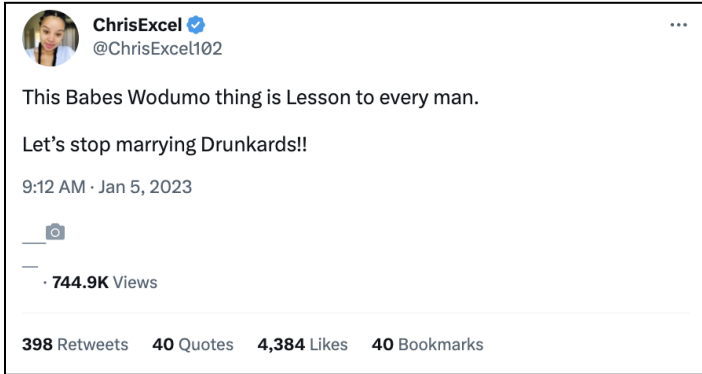 ChrisExcel
@ChrisExcel102
This Babes Wodumo thing is Lesson to every man.
Let’s stop marrying Drunkards!!
9:12 AM · Jan 5, 2023
· 744.9K Views
398 Retweets 40 Quotes 4,384 Likes 40 Bookmarks